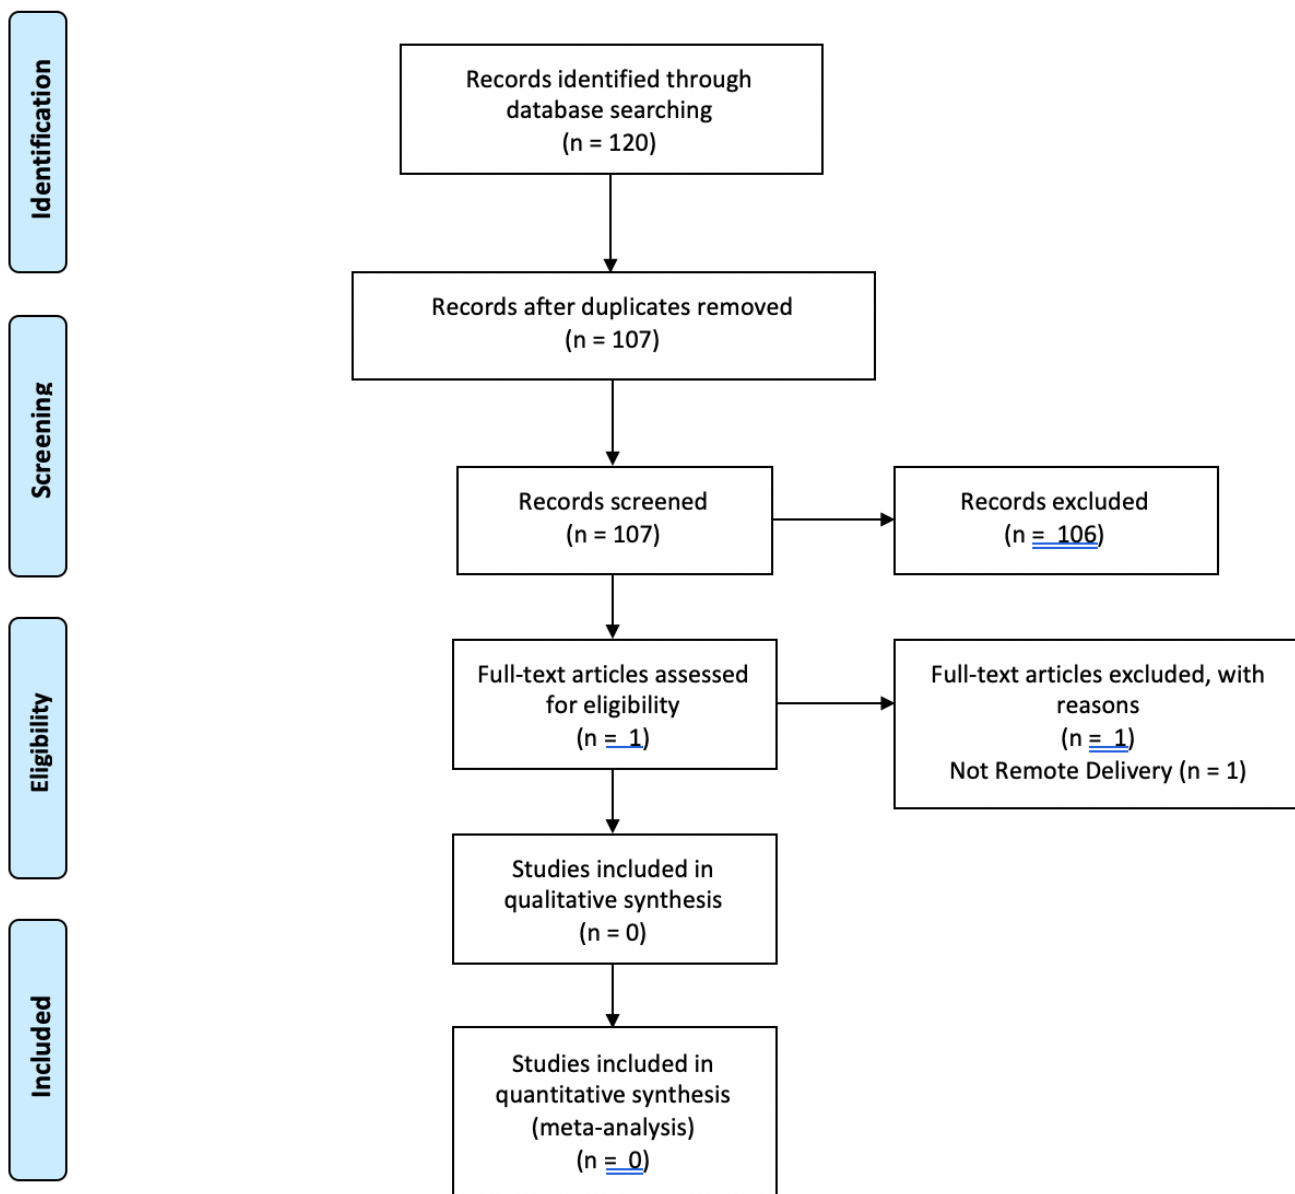 Identification
Records identified through
database searching
(n = 120)
Records after duplicates removed
(n = 107)
Screening
Records screened
(n = 107)
Records excluded
(n = 106)
Eligibility
Full-text articles assessed
for eligibility
(n = 1)
Full-text articles excluded, with
reasons
(n = 1)
Not Remote Delivery (n = 1)
Studies included in
qualitative synthesis
(n = 0)
Included
Studies included in
quantitative synthesis
(meta-analysis)
(n = 0)